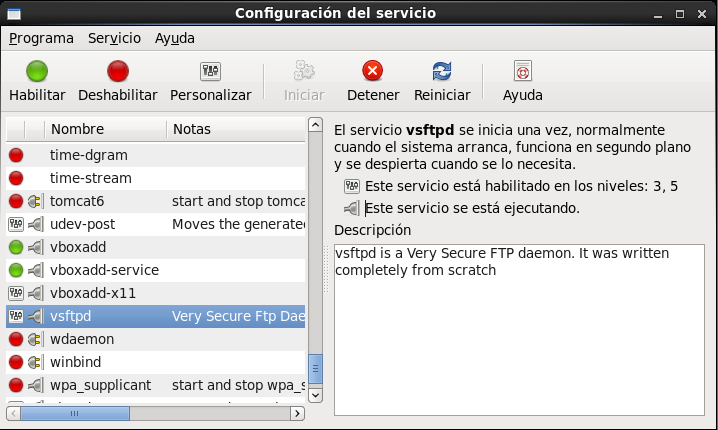 Configuración del servicio
Programa Servicio Ayuda
Habilitar Deshabilitar Personalizar Iniciar Detener Reiniciar Ayuda
Nombre Notas
time-dgram
time-stream
tomcat6 start and stop tomca
udev-post Moves the generated
vboxadd
vboxadd-service
vboxadd-x11
vsftpd Very Secure Ftp Dae
wdaemon
winbind
wpa_supplicant start and stop wpa_s
El servicio vsftpd se inicia una vez, normalmente
cuando el sistema arranca, funciona en segundo plano
y se despierta cuando se lo necesita.
Este servicio está habilitado en los niveles: 3, 5
Este servicio se está ejecutando.
Descripción
vsftpd is a Very Secure FTP daemon. It was written
completely from scratch